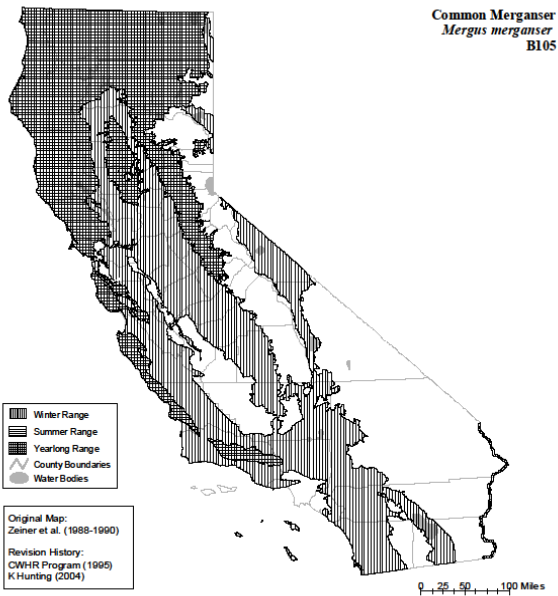 Common Merganser
Mergus merganser
B105
Winter Range
Summer Range
Yearlong Range
County Boundaries
Water Bodies
Original Map:
Zeiner et al. (1988-1990)
Revision History:
CWHR Program (1995)
K Hunting (2004)
0 25 50 100 Miles